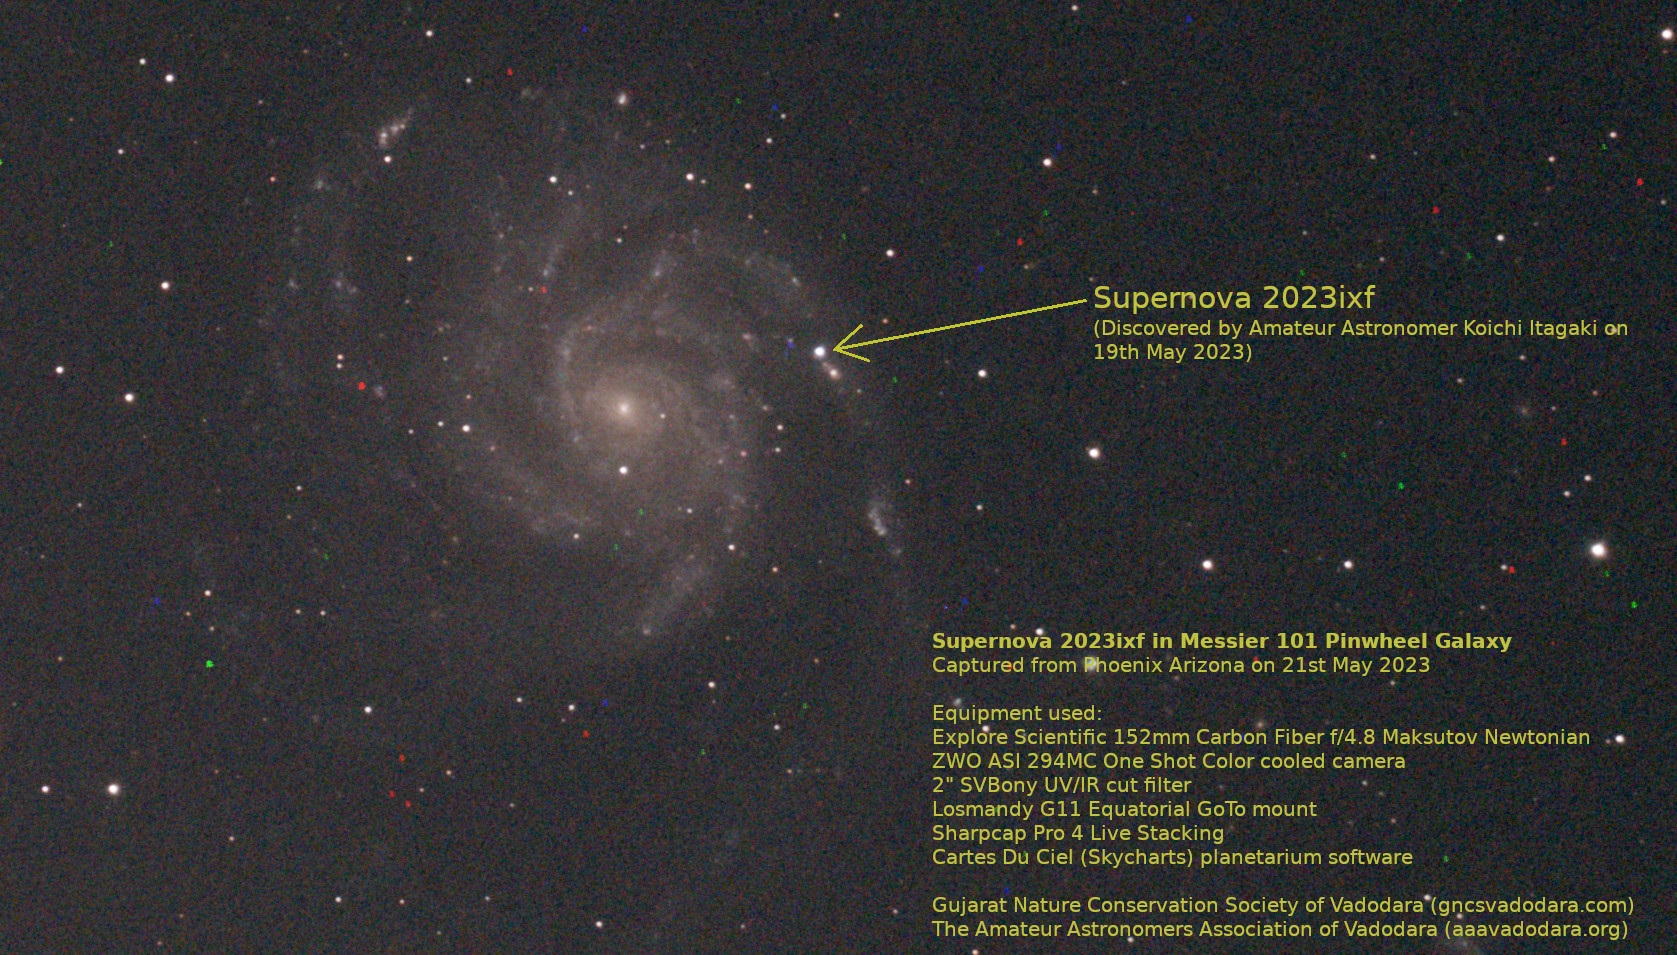 Supernova 2023ixf
(Discovered by Amateur Astronomer Koichi Itagaki on
19th May 2023)
Supernova 2023ixf in Messier 101 Pinwheel Galaxy
Captured from Phoenix Arizona on 21st May 2023
Equipment used:
Explore Scientific 152mm Carbon Fiber f/4.8 Maksutov Newtonian
ZWO ASI 294MC One Shot Color cooled camera
2" SVBony UV/IR cut filter
Losmandy G11 Equatorial GoTo mount
Sharpcap Pro 4 Live Stacking
Cartes Du Ciel (Skycharts) planetarium software
Gujarat Nature Conservation Society of Vadodara (gncsvadodara.com)
The Amateur Astronomers Association of Vadodara (aaavadodara.org)